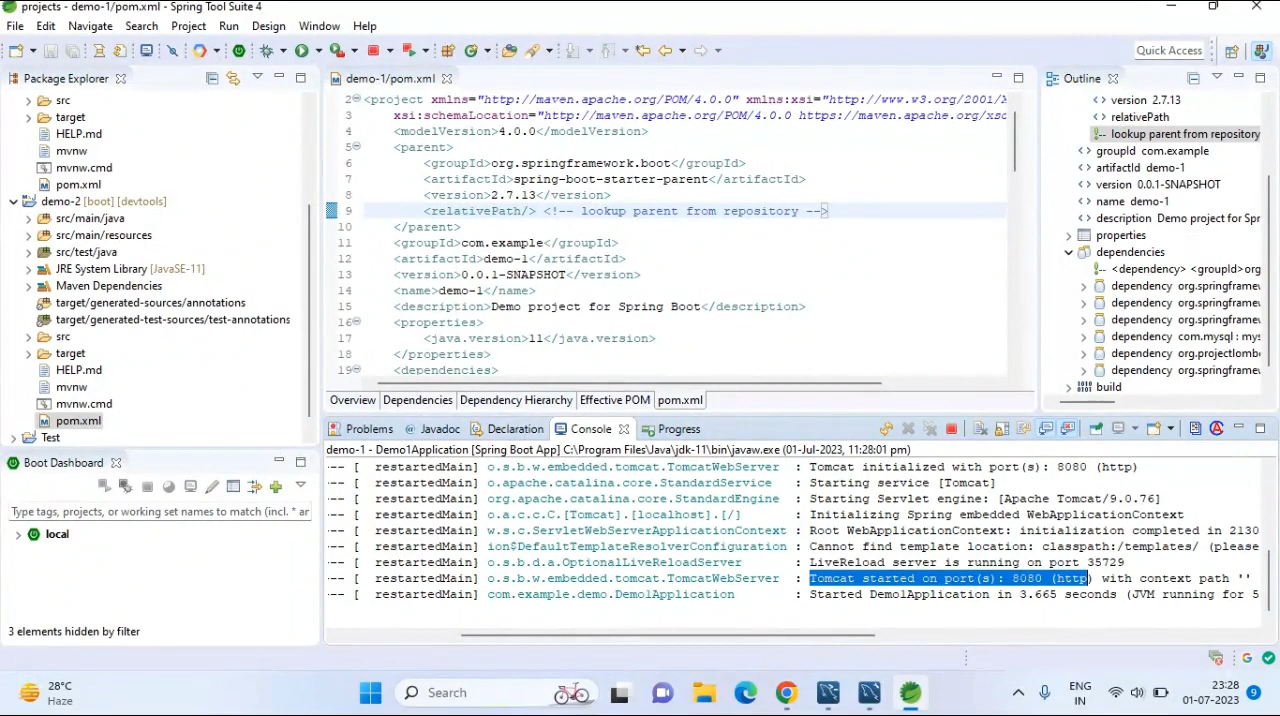 projects - demo-1/pom.xml - Spring Tool Suite 4
File Edit Navigate Search Project Run Design Window Help
Quick Access
Package Explorer
src
target
HELP.md
mvnw
mvnw.cmd
pom.xml
demo-2 [boot] [devtools]
src/main/java
src/main/resources
src/test/java
JRE System Library [JavaSE-11]
Maven Dependencies
target/generated-sources/annotations
target/generated-test-sources/test-annotations
src
target
HELP.md
mvnw
mvnw.cmd
pom.xml
Test
Boot Dashboard
Type tags, projects, or working set names to match (incl. * ar
local
3 elements hidden by filter
demo-1/pom.xml
2 <project xmlns="http://maven.apache.org/POM/4.0.0" xmlns:xsi="http://www.w3.org/2001/
3 xsi:schemaLocation="http://maven.apache.org/POM/4.0.0 https://maven.apache.org/xsd
4 <modelVersion>4.0.0</modelVersion>
5 <parent>
6 <groupId>org.springframework.boot</groupId>
7 <artifactId>spring-boot-starter-parent</artifactId>
8 <version>2.7.13</version>
9 <relativePath/> <!-- lookup parent from repository -->
10 </parent>
11 <groupId>com.example</groupId>
12 <artifactId>demo-1</artifactId>
13 <version>0.0.1-SNAPSHOT</version>
14 <name>demo-1</name>
15 <description>Demo project for Spring Boot</description>
16 <properties>
17 <java.version>11</java.version>
18 </properties>
19 <dependencies>
Overview Dependencies Dependency Hierarchy Effective POM pom.xml
Outline
version 2.7.13
relativePath
lookup parent from repository
groupId com.example
artifactId demo-1
version 0.0.1-SNAPSHOT
name demo-1
description Demo project for Spr
properties
dependencies
<dependency> <groupId>org
dependency org.springframe
dependency org.springframe
dependency org.springframe
dependency com.mysql : mys
dependency org.projectlomb
dependency org.springframe
build
Problems @ Javadoc Declaration Console Progress
demo-1 - Demo1Application [Spring Boot App] C:\Program Files\Java\jdk-11\bin\javaw.exe (01-Jul-2023, 11:28:01 pm)
--- [ restartedMain] o.s.b.w.embedded.tomcat.TomcatWebServer : Tomcat initialized with port(s): 8080 (http)
--- [ restartedMain] o.apache.catalina.core.StandardService : Starting service [Tomcat]
--- [ restartedMain] org.apache.catalina.core.StandardEngine : Starting Servlet engine: [Apache Tomcat/9.0.76]
--- [ restartedMain] o.a.c.c.C.[Tomcat].[localhost].[/] : Initializing Spring embedded WebApplicationContext
--- [ restartedMain] w.s.c.ServletWebServerApplicationContext : Root WebApplicationContext: initialization completed in 2130
--- [ restartedMain] ion$DefaultTemplateResolverConfiguration : Cannot find template location: classpath:/templates/ (please
--- [ restartedMain] o.s.b.d.a.OptionalLiveReloadServer : LiveReload server is running on port 35729
--- [ restartedMain] o.s.b.w.embedded.tomcat.TomcatWebServer : Tomcat started on port(s): 8080 (http) with context path ''
--- [ restartedMain] com.example.demo.Demo1Application : Started Demo1Application in 3.665 seconds (JVM running for 5
28°C
Haze
Search
ENG
IN
23:28
01-07-2023
9